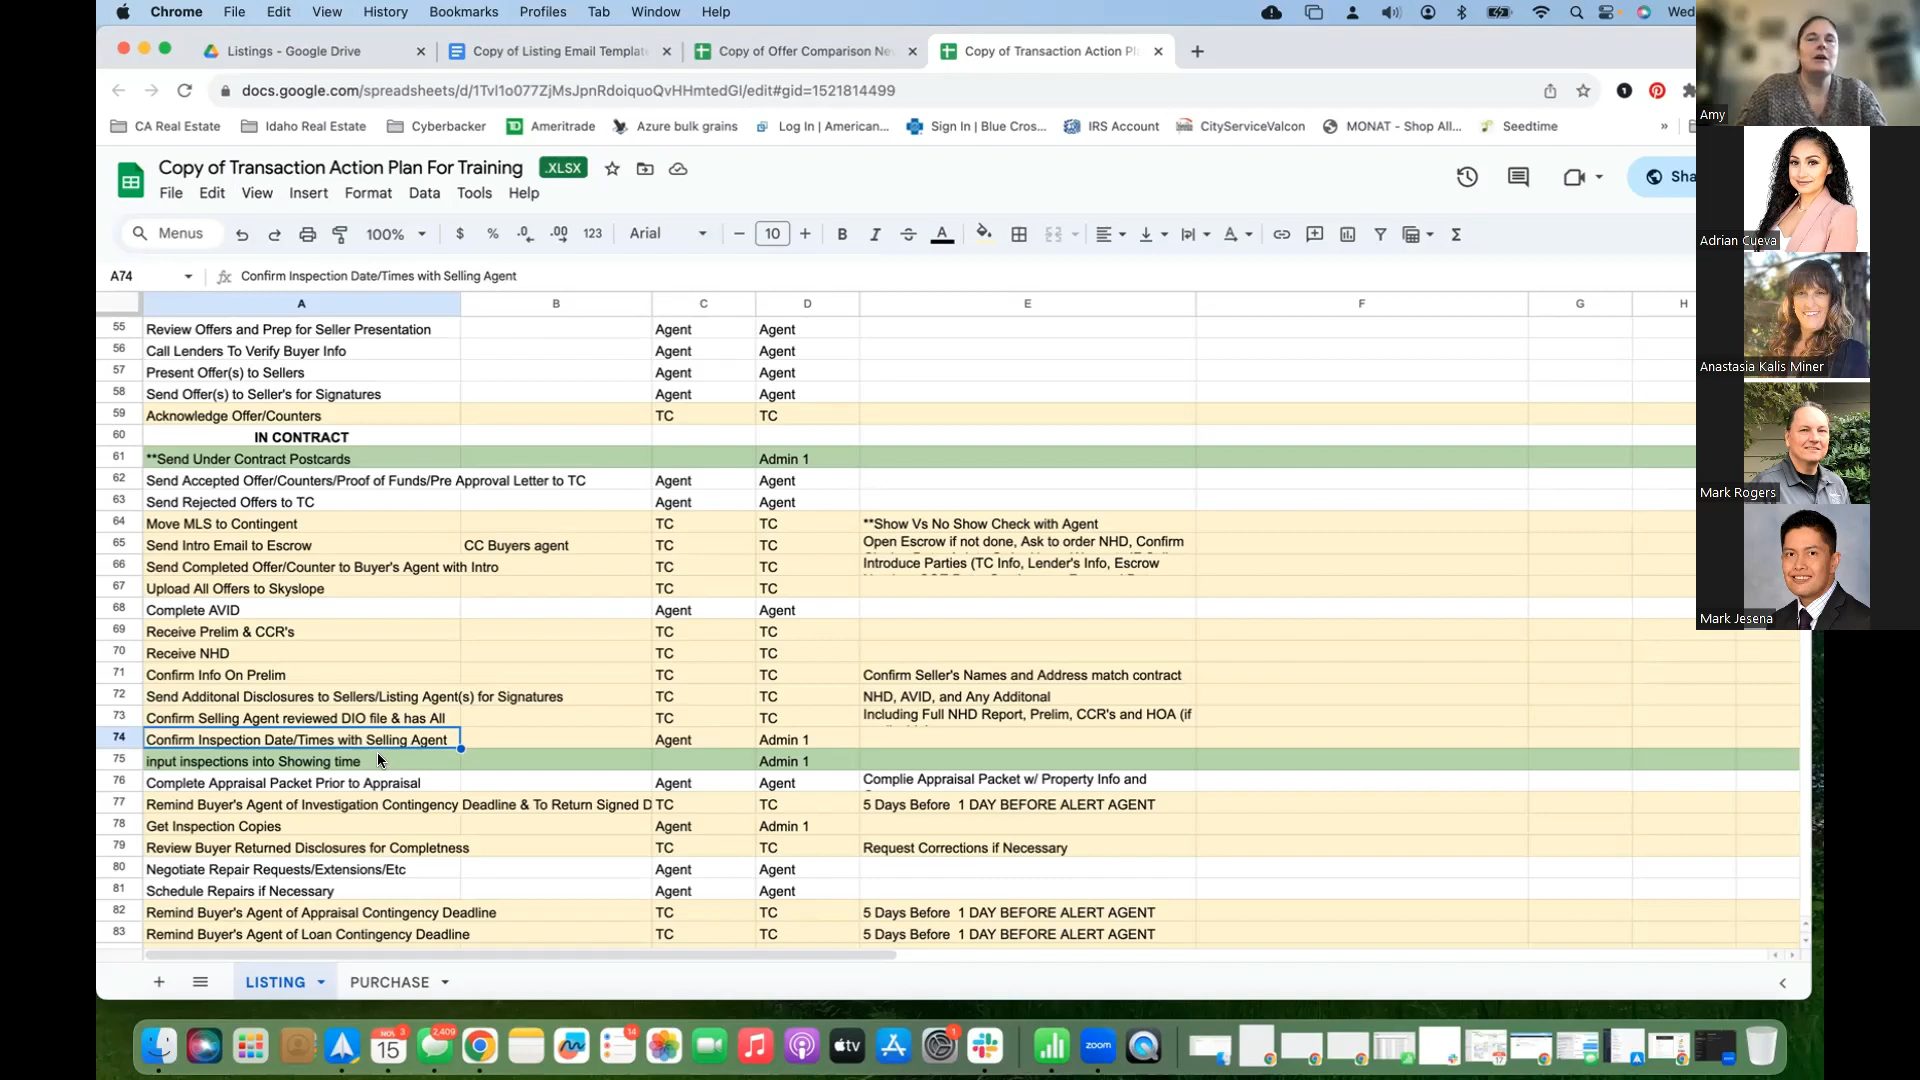 Chrome File Edit View History Bookmarks Profiles Tab Window Help Wed
Listings - Google Drive Copy of Listing Email Templat Copy of Offer Comparison Ne Copy of Transaction Action Pl
docs.google.com/spreadsheets/d/1Tvl1o077ZjMsJpnRdoiquoQvHHmtedGI/edit#gid=1521814499
CA Real Estate Idaho Real Estate Cyberbacker Ameritrade Azure bulk grains Log In | American... Sign In | Blue Cros... IRS Account CityServiceValcon MONAT - Shop All... Seedtime »
Copy of Transaction Action Plan For Training .XLSX
File Edit View Insert Format Data Tools Help
Sha
Menus 100% $ % .0 .00 123 Arial 10 B I
A74 fx Confirm Inspection Date/Times with Selling Agent
A B C D E F G H
55 Review Offers and Prep for Seller Presentation Agent Agent
56 Call Lenders To Verify Buyer Info Agent Agent
57 Present Offer(s) to Sellers Agent Agent
58 Send Offer(s) to Seller's for Signatures Agent Agent
59 Acknowledge Offer/Counters TC TC
60 IN CONTRACT
61 **Send Under Contract Postcards Admin 1
62 Send Accepted Offer/Counters/Proof of Funds/Pre Approval Letter to TC Agent Agent
63 Send Rejected Offers to TC Agent Agent
64 Move MLS to Contingent TC TC **Show Vs No Show Check with Agent
65 Send Intro Email to Escrow CC Buyers agent TC TC Open Escrow if not done, Ask to order NHD, Confirm
66 Send Completed Offer/Counter to Buyer's Agent with Intro TC TC Introduce Parties (TC Info, Lender's Info, Escrow
67 Upload All Offers to Skyslope TC TC
68 Complete AVID Agent Agent
69 Receive Prelim & CCR's TC TC
70 Receive NHD TC TC
71 Confirm Info On Prelim TC TC Confirm Seller's Names and Address match contract
72 Send Additonal Disclosures to Sellers/Listing Agent(s) for Signatures TC TC NHD, AVID, and Any Additonal
73 Confirm Selling Agent reviewed DIO file & has All TC TC Including Full NHD Report, Prelim, CCR's and HOA (if
74 Confirm Inspection Date/Times with Selling Agent Agent Admin 1
75 input inspections into Showing time Admin 1
76 Complete Appraisal Packet Prior to Appraisal Agent Agent Complie Appraisal Packet w/ Property Info and
77 Remind Buyer's Agent of Investigation Contingency Deadline & To Return Signed D TC TC 5 Days Before 1 DAY BEFORE ALERT AGENT
78 Get Inspection Copies Agent Admin 1
79 Review Buyer Returned Disclosures for Completness TC TC Request Corrections if Necessary
80 Negotiate Repair Requests/Extensions/Etc Agent Agent
81 Schedule Repairs if Necessary Agent Agent
82 Remind Buyer's Agent of Appraisal Contingency Deadline TC TC 5 Days Before 1 DAY BEFORE ALERT AGENT
83 Remind Buyer's Agent of Loan Contingency Deadline TC TC 5 Days Before 1 DAY BEFORE ALERT AGENT
LISTING PURCHASE
Amy
Adrian Cueva
Anastasia Kalis Miner
Mark Rogers
Mark Jesena
NOV 15 3 2,409 14 tv 1 zoom